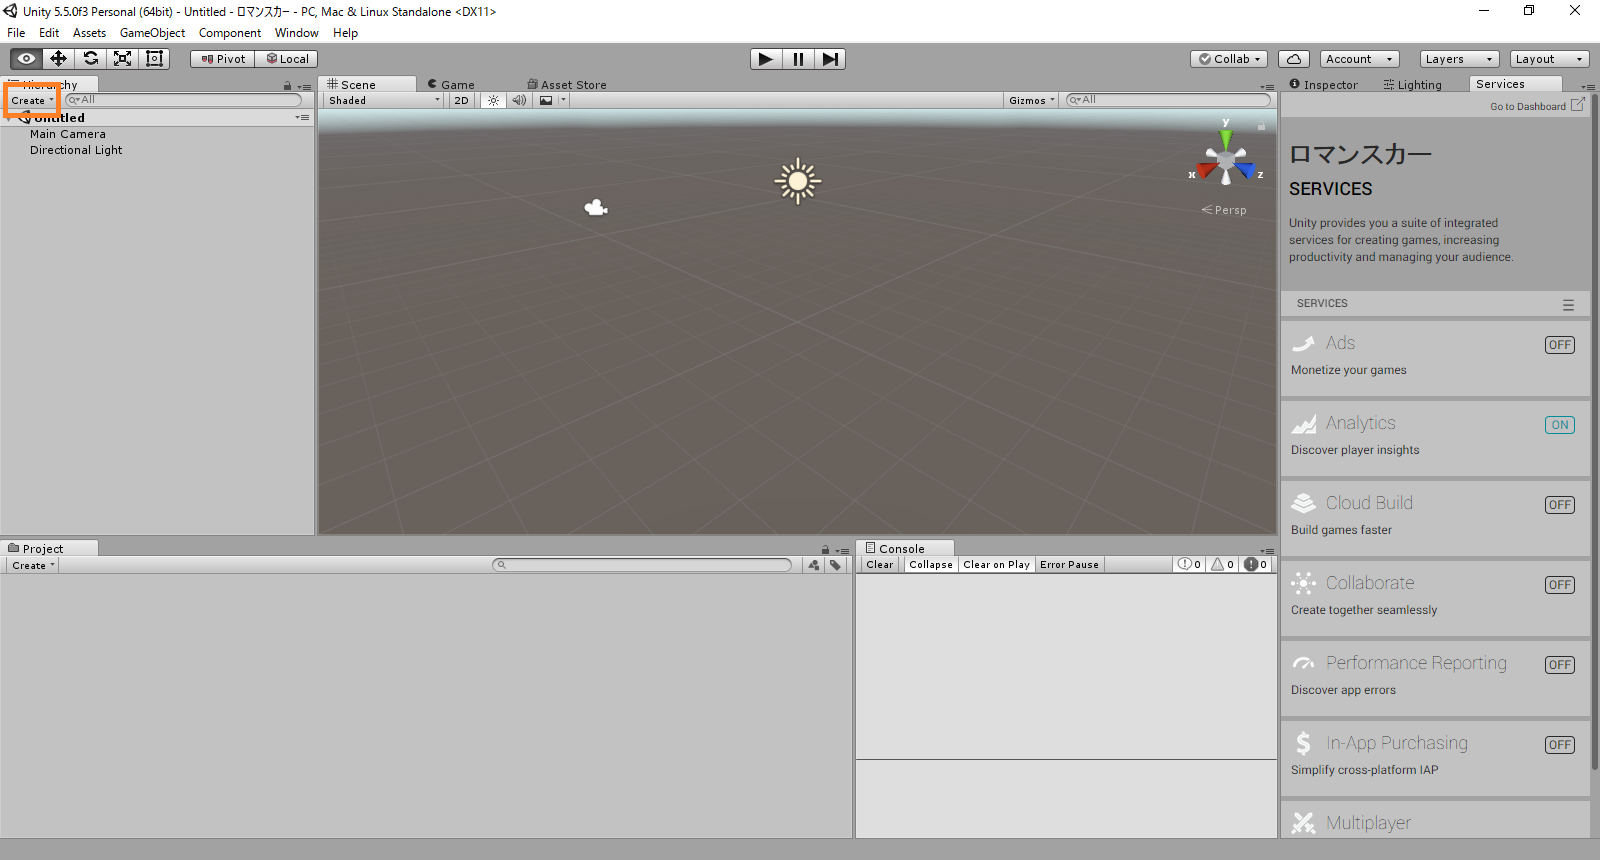 Unity 5.5.0f3 Personal (64bit) - Untitled - ロマンスカー - PC, Mac & Linux Standalone <DX11>
File Edit Assets GameObject Component Window Help
Pivot Local Collab Account Layers Layout
Hierarchy
Create All
Untitled
Main Camera
Directional Light
Scene Game Asset Store
Shaded 2D Gizmos All
y
x z
Persp
Inspector Lighting Services
Go to Dashboard
ロマンスカー
SERVICES
Unity provides you a suite of integrated
services for creating games, increasing
productivity and managing your audience.
SERVICES
Ads OFF
Monetize your games
Analytics ON
Discover player insights
Cloud Build OFF
Build games faster
Collaborate OFF
Create together seamlessly
Performance Reporting OFF
Discover app errors
In-App Purchasing OFF
Simplify cross-platform IAP
Multiplayer
Project
Create
Console
Clear Collapse Clear on Play Error Pause 0 0 0